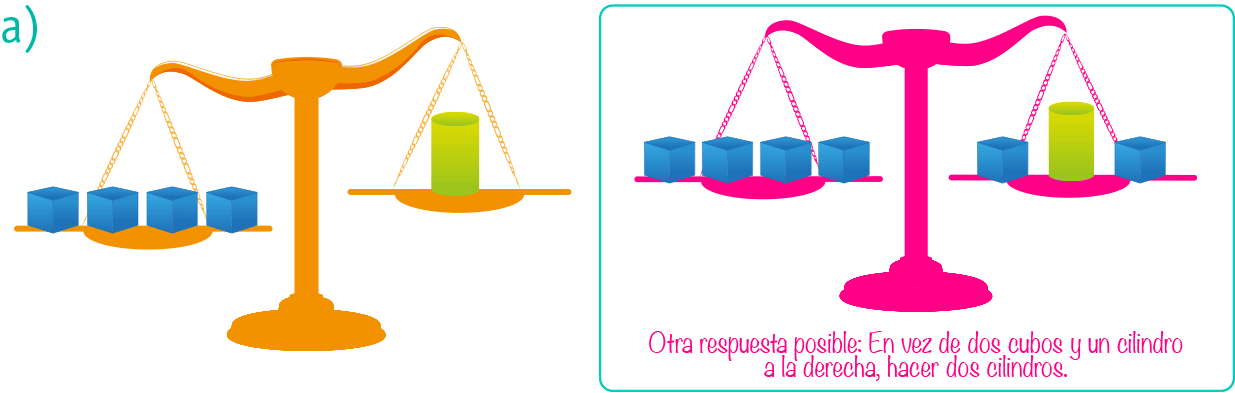 a)
Otra respuesta posible: En vez de dos cubos y un cilindro
a la derecha, hacer dos cilindros.